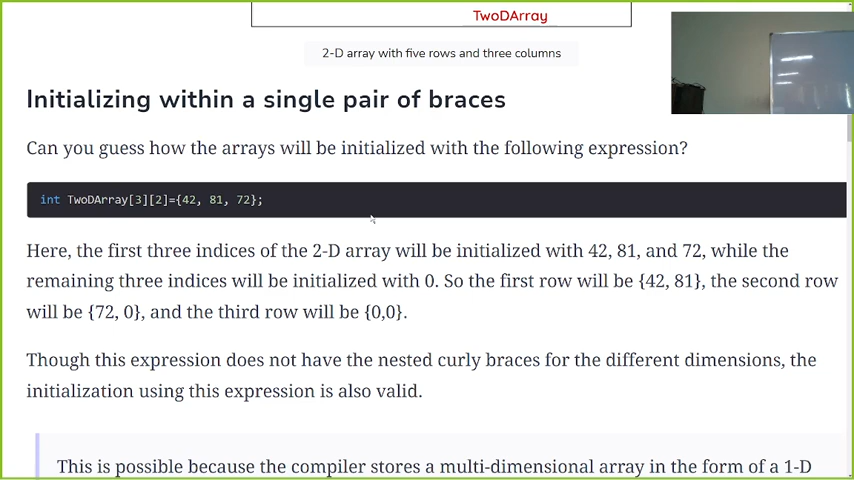 TwoDArray
2-D array with five rows and three columns
Initializing within a single pair of braces
Can you guess how the arrays will be initialized with the following expression?
int TwoDArray[3][2]={42, 81, 72};
Here, the first three indices of the 2-D array will be initialized with 42, 81, and 72, while the
remaining three indices will be initialized with 0. So the first row will be {42, 81}, the second row
will be {72, 0}, and the third row will be {0,0}.
Though this expression does not have the nested curly braces for the different dimensions, the
initialization using this expression is also valid.
This is possible because the compiler stores a multi-dimensional array in the form of a 1-D